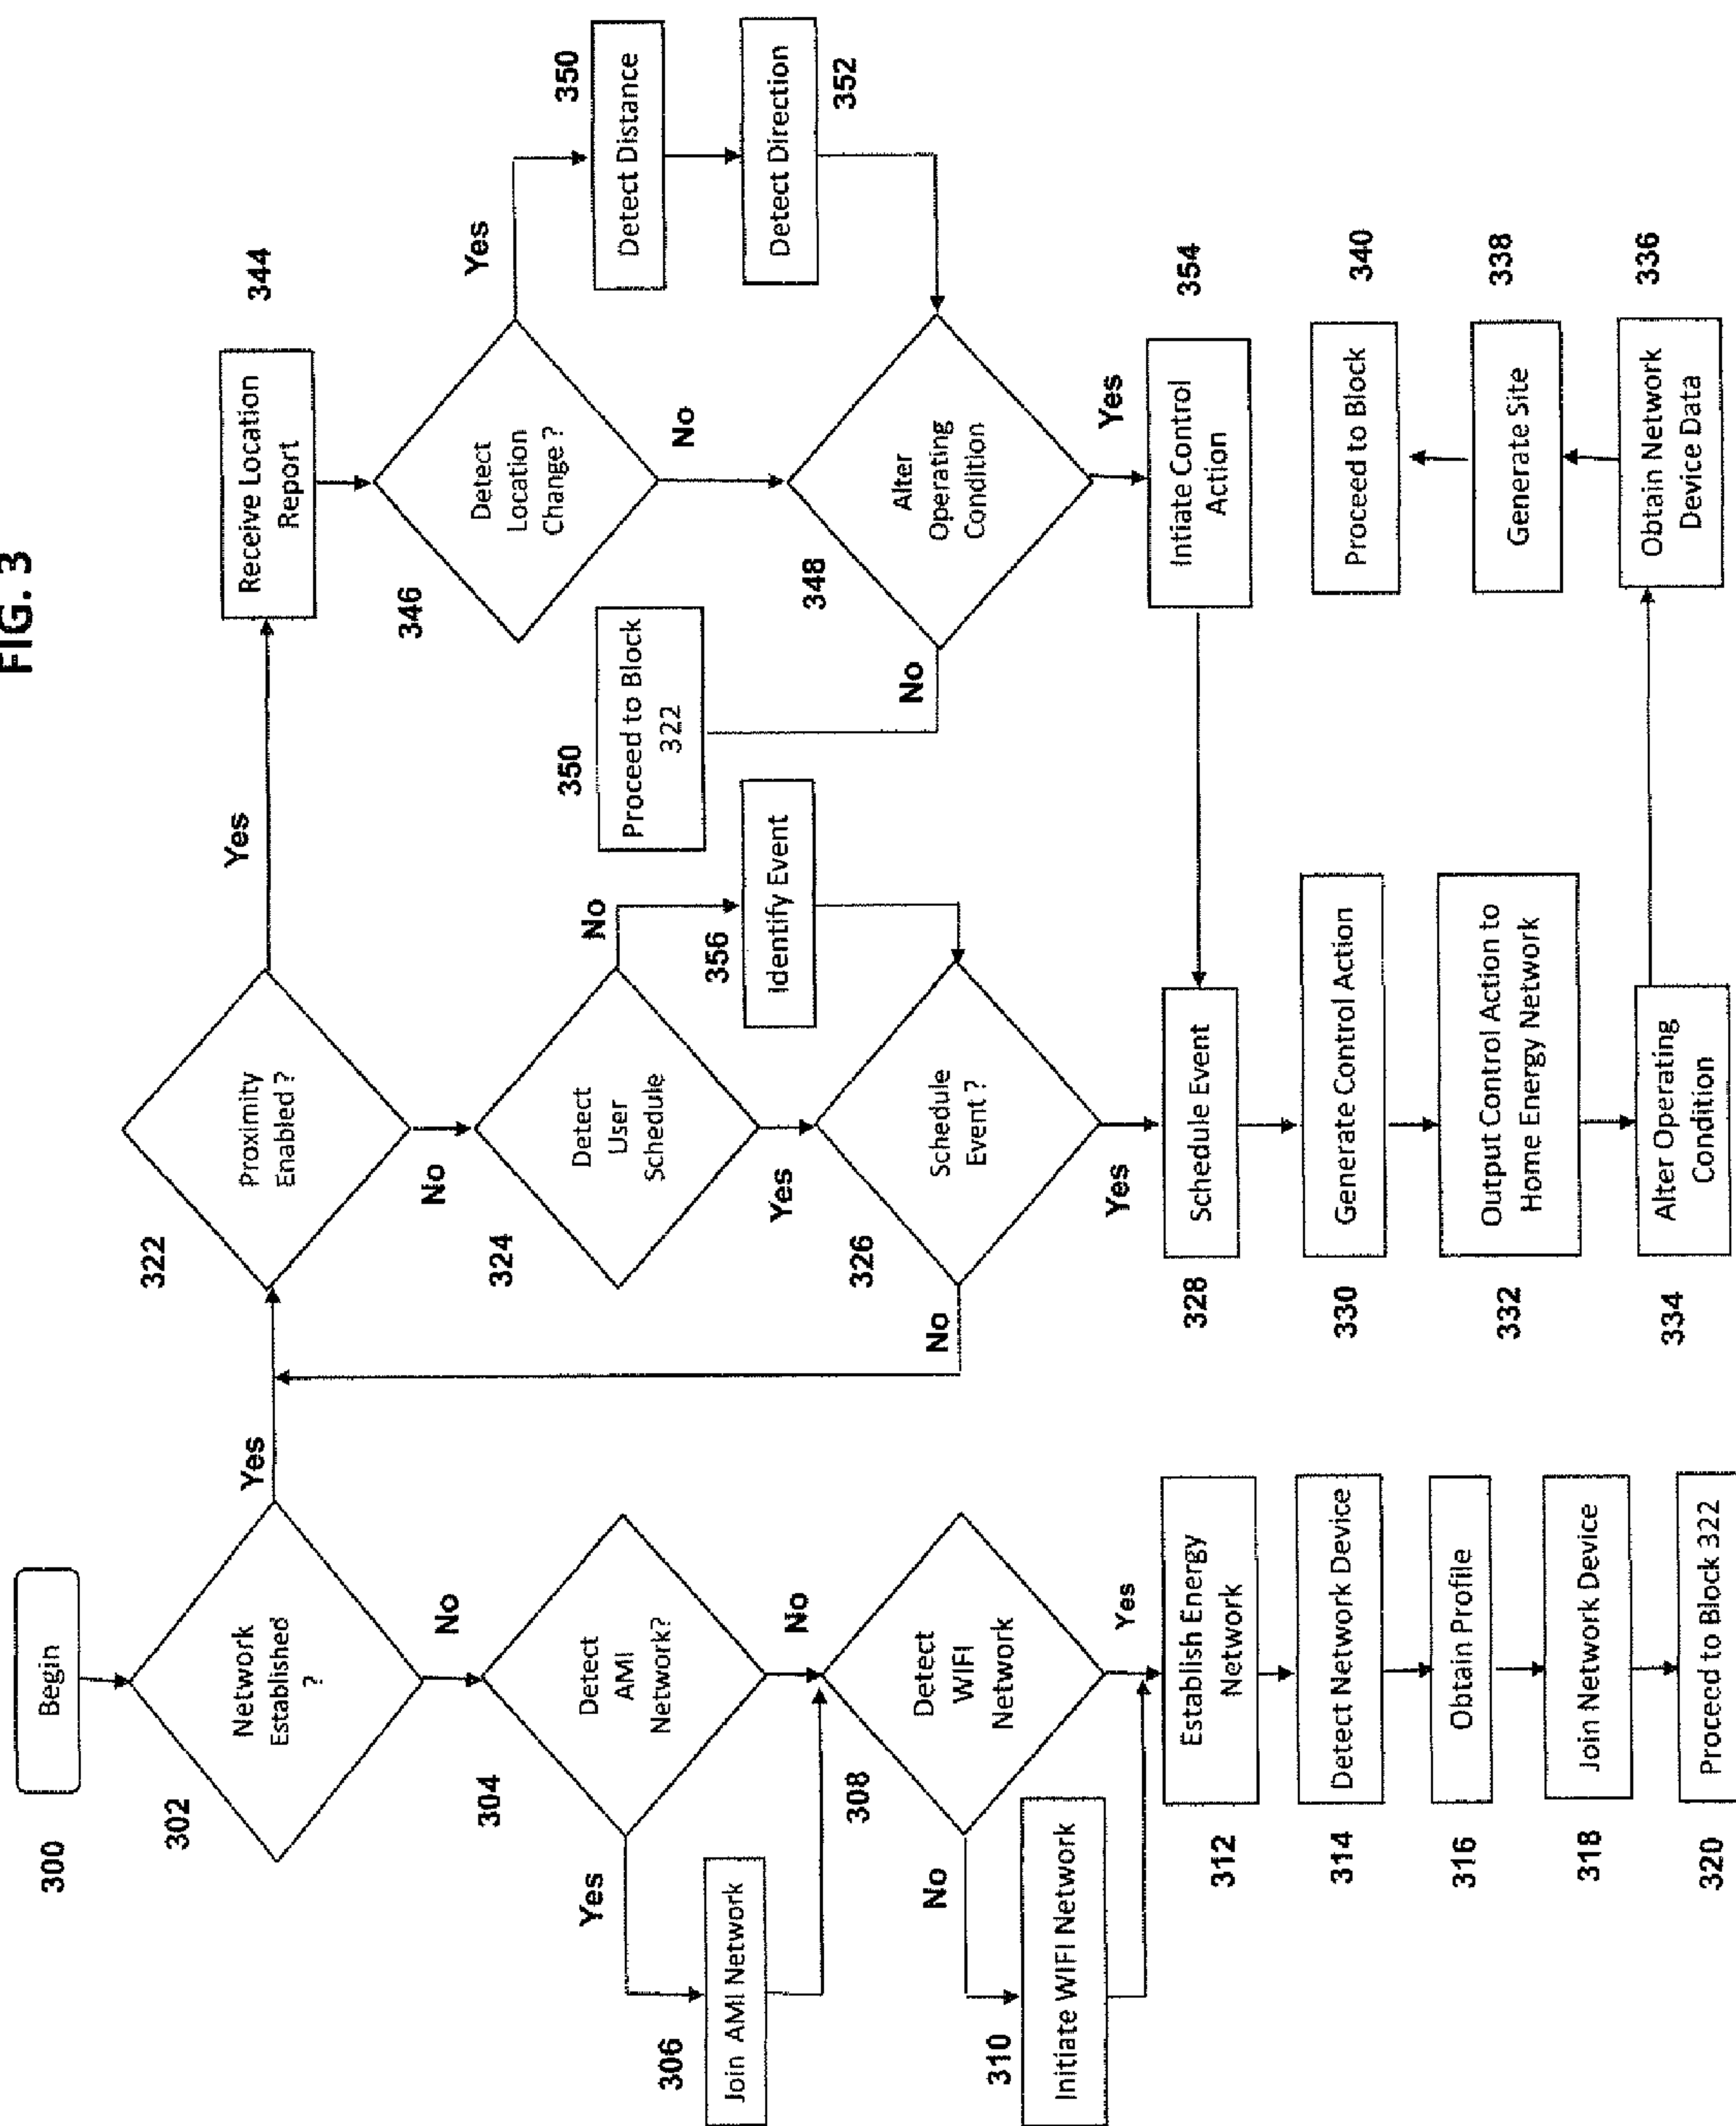 FIG. 3
300
Begin
302
Network
Established
?
Yes
No
304
Detect
AMI
Network?
Yes
No
306
Join AMI Network
308
Detect
WIFI
Network
No
Yes
310
Initiate WIFI Network
312
Establish Energy
Network
314
Detect Network Device
316
Obtain Profile
318
Join Network Device
320
Proceed to Block 322
322
Proximity
Enabled ?
Yes
No
324
Detect
User
Schedule
No
Yes
356
Identify Event
326
Schedule
Event ?
No
Yes
328
Schedule Event
330
Generate Control Action
332
Output Control Action to
Home Energy Network
334
Alter Operating
Condition
344
Receive Location
Report
346
Detect
Location
Change ?
Yes
No
350
Detect Distance
352
Detect Direction
350
Proceed to Block
322
348
Alter
Operating
Condition
No
Yes
354
Intiate Control
Action
340
Proceed to Block
338
Generate Site
336
Obtain Network
Device Data